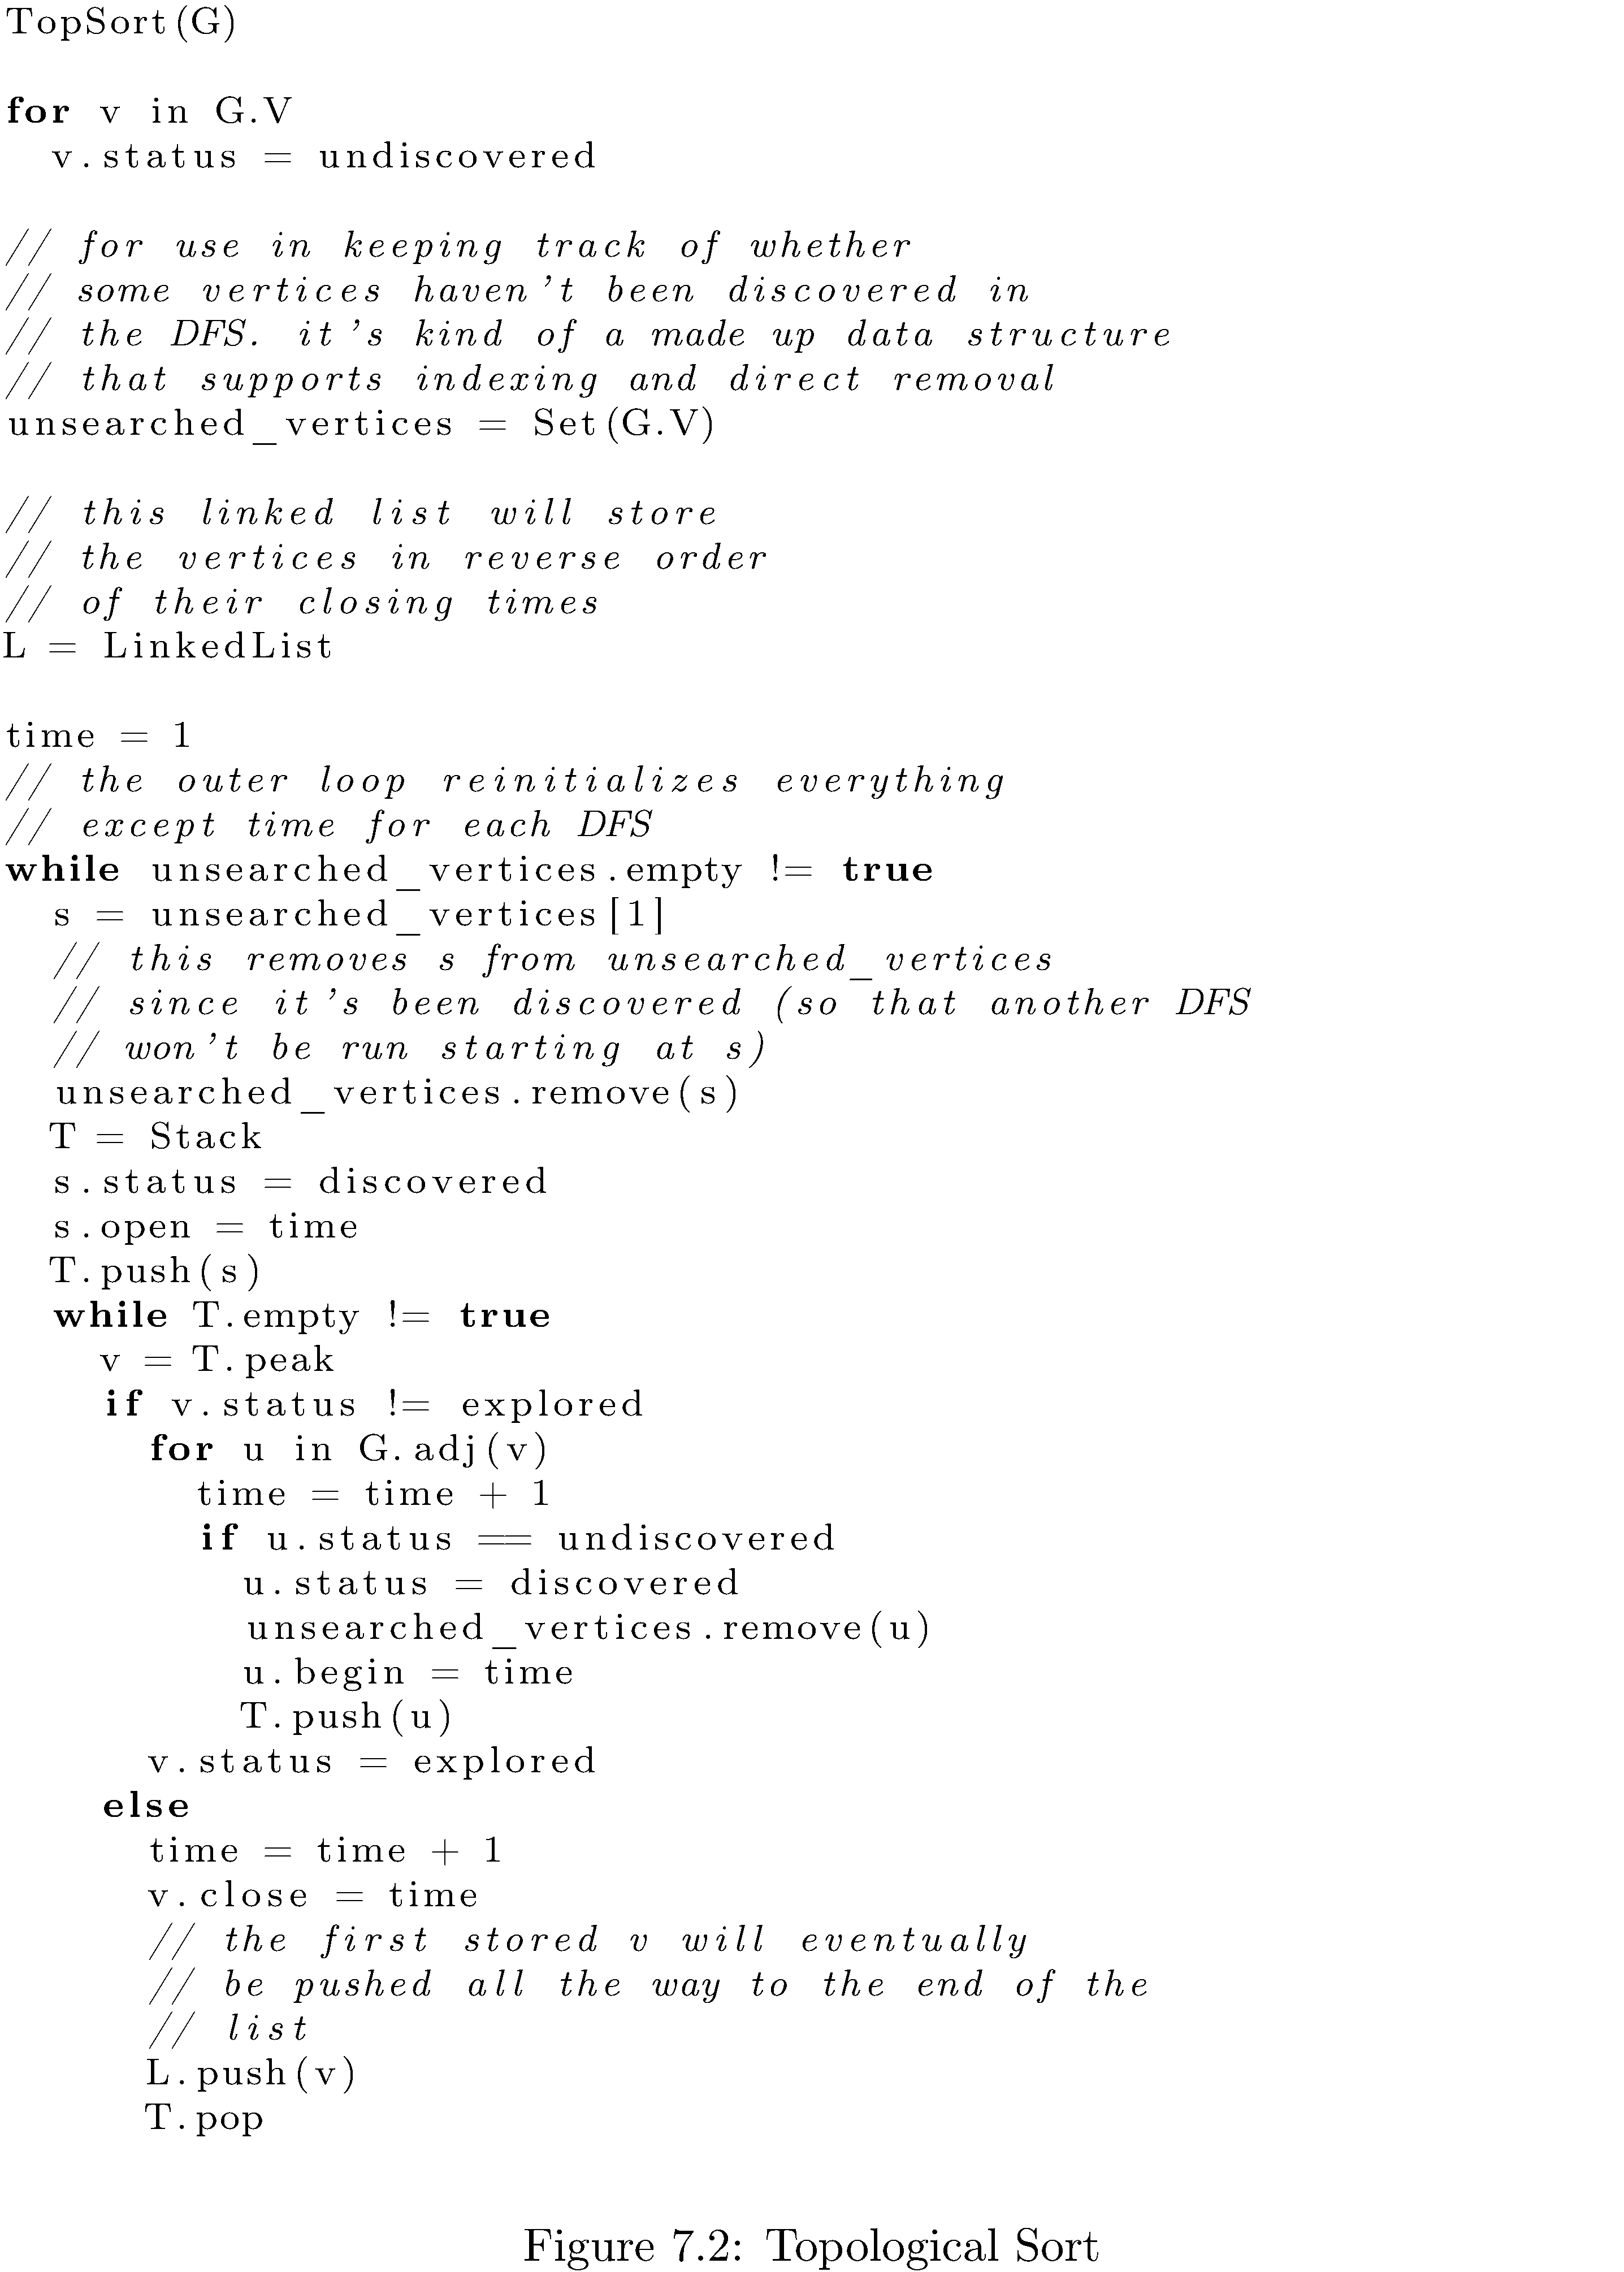 TopSort(G)
for v in G.V
v.status = undiscovered
// for use in keeping track of whether
// some vertices haven't been discovered in
// the DFS. it's kind of a made up data structure
// that supports indexing and direct removal
unsearched_vertices = Set(G.V)
// this linked list will store
// the vertices in reverse order
// of their closing times
L = LinkedList
time = 1
// the outer loop reinitializes everything
// except time for each DFS
while unsearched_vertices.empty != true
s = unsearched_vertices[1]
// this removes s from unsearched_vertices
// since it's been discovered (so that another DFS
// won't be run starting at s)
unsearched_vertices.remove(s)
T = Stack
s.status = discovered
s.open = time
T.push(s)
while T.empty != true
v = T.peak
if v.status != explored
for u in G.adj(v)
time = time + 1
if u.status == undiscovered
u.status = discovered
unsearched_vertices.remove(u)
u.begin = time
T.push(u)
v.status = explored
else
time = time + 1
v.close = time
// the first stored v will eventually
// be pushed all the way to the end of the
// list
L.push(v)
T.pop
Figure 7.2: Topological Sort